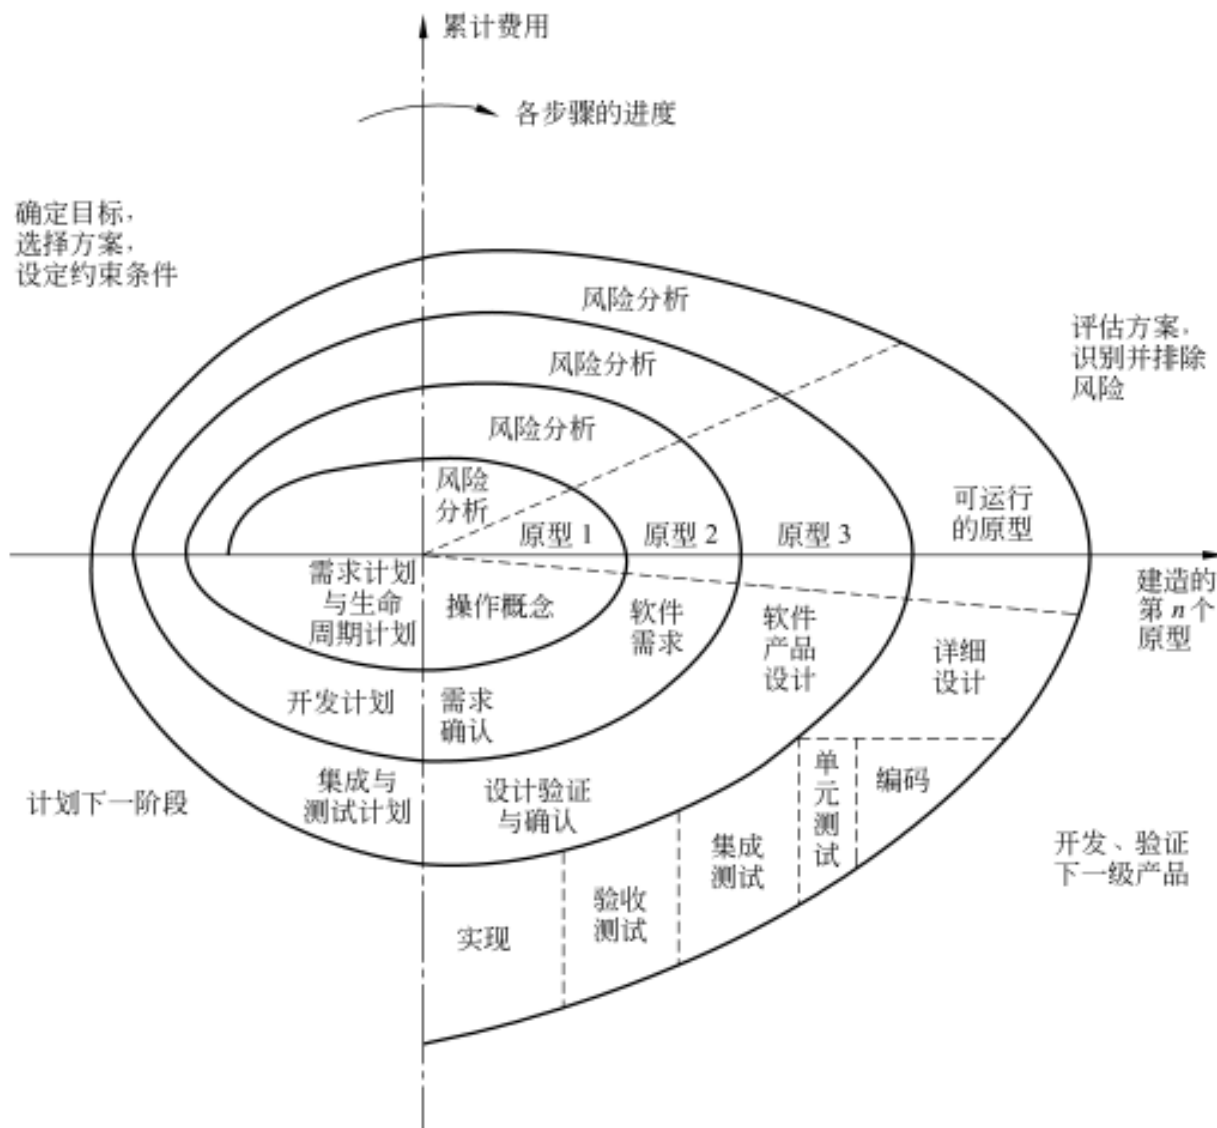 累计费用
各步骤的进度
确定目标，
选择方案，
设定约束条件
风险分析
评估方案，
识别并排除
风险
风险分析
风险分析
风险
分析
可运行
的原型
原型 1
原型 2
原型 3
需求计划
与生命
周期计划
操作概念
软件
需求
软件
产品
设计
建造的
第 n 个
原型
详细
设计
开发计划
需求
确认
计划下一阶段
集成与
测试计划
设计验证
与确认
单
元
测
试
编码
集成
测试
开发、验证
下一级产品
验收
测试
实现